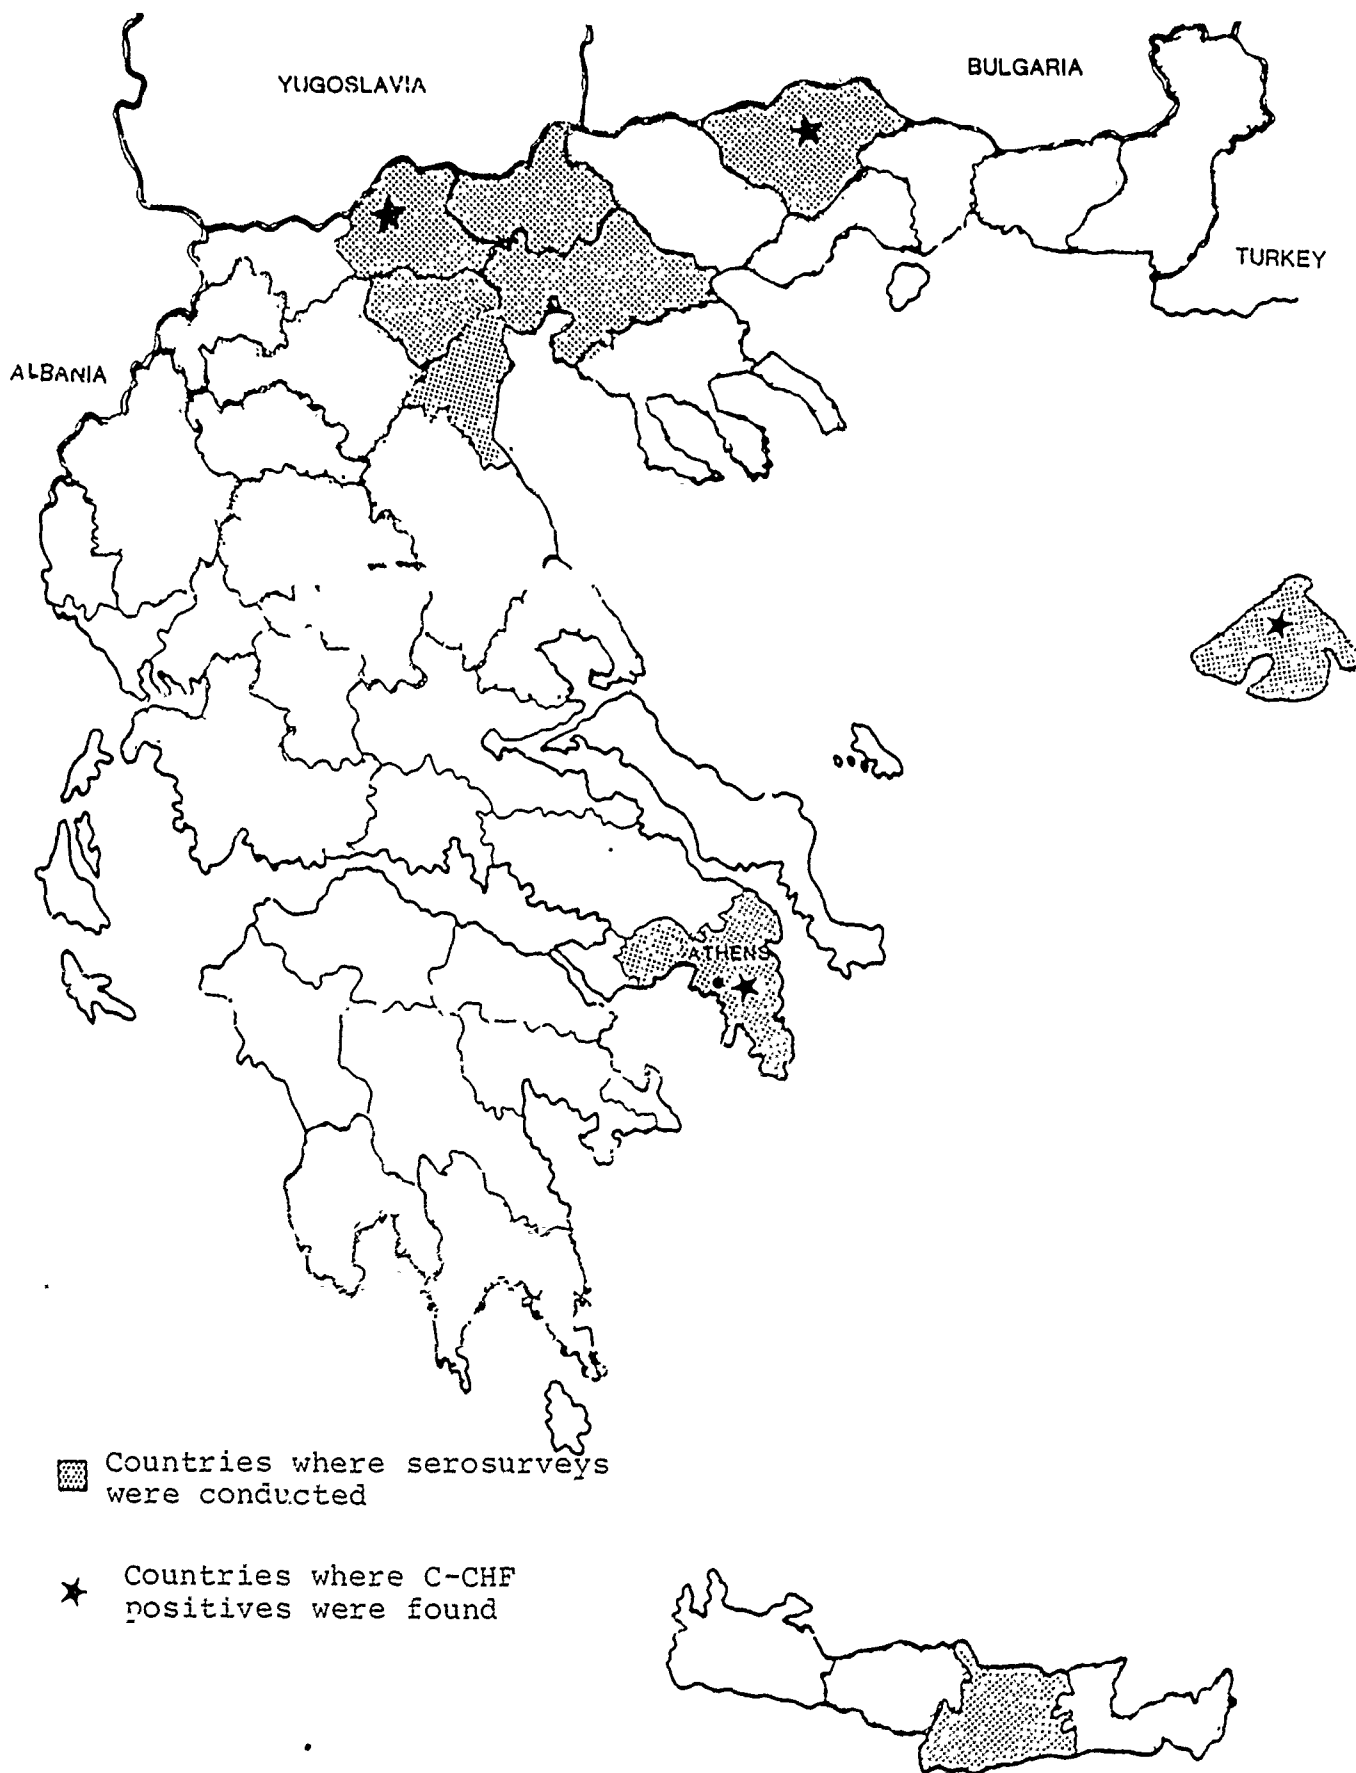 YUGOSLAVIA
BULGARIA
TURKEY
ALBANIA
ATHENS
Countries where serosurveys
were conducted
Countries where C-CHF
positives were found